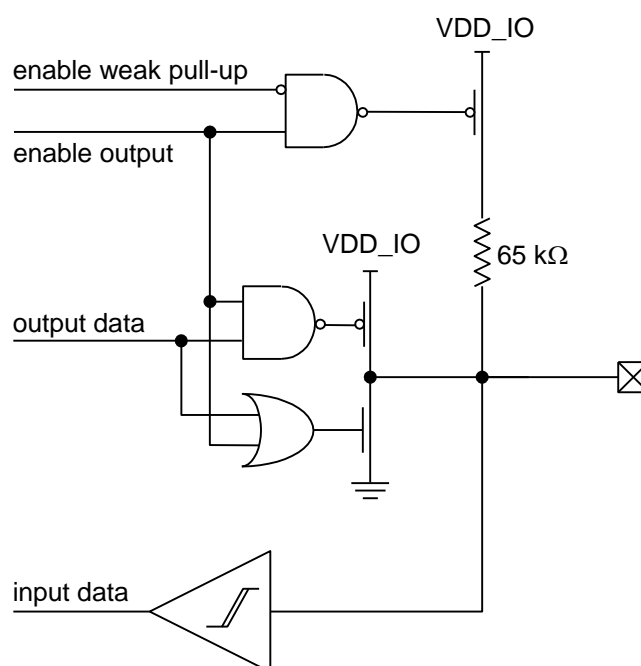 VDD_IO
enable weak pull-up
enable output
VDD_IO
65 kΩ
output data
input data